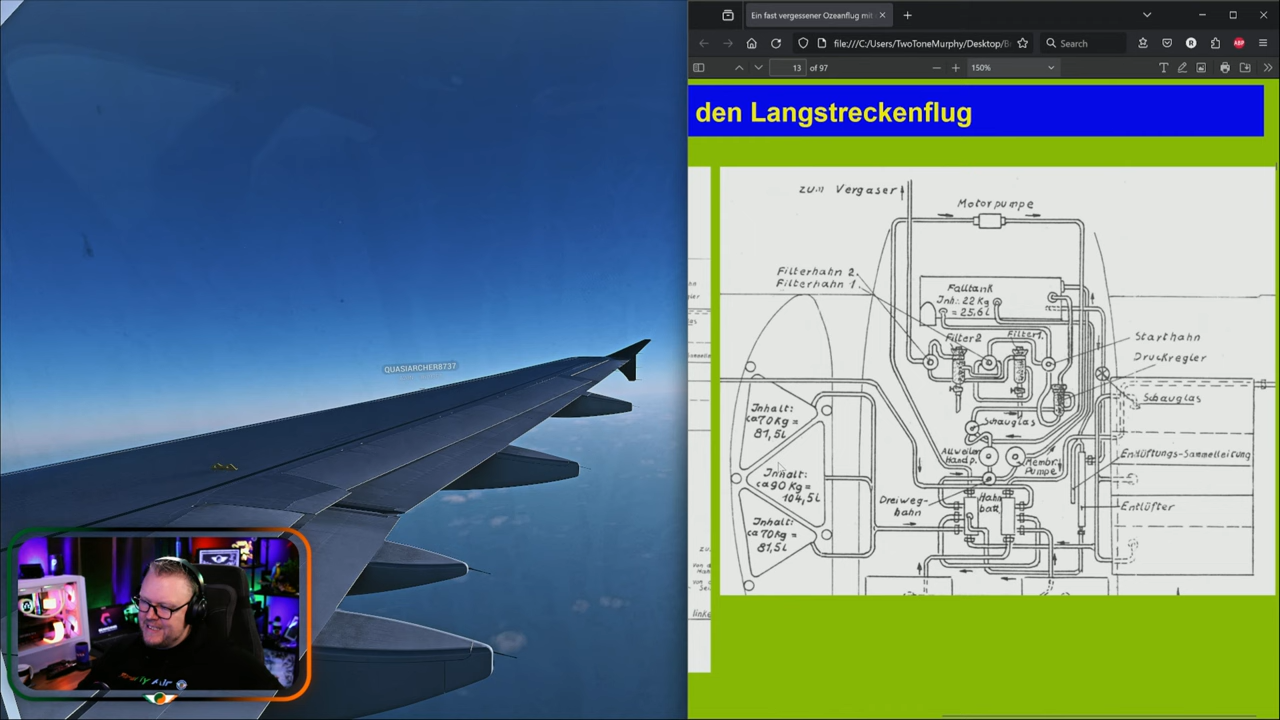 Ein fast vergessener Ozeanflug mit
file:///C:/Users/TwoToneMurphy/Desktop/B
Search
ABP
13 of 97
150%
den Langstreckenflug
zum Vergaser
Motorpumpe
Filterhahn 2.
Filterhahn 1.
Falltank
Inh.: 22 Kg
= 25,6 l
Filter 2
Filter 1.
Starthahn
Druckregler
Schauglas
QUASIARCHER8737
Inhalt:
ca 70 Kg =
81,5 l
Schauglas
Allweiler
Handp.
Membr.
Pumpe
Entlüftungs-Sammelleitung
Inhalt:
ca 90 Kg =
104,5 l
Dreiweg-
hahn
Hahn
batt
Entlüfter
Inhalt:
ca 70 Kg =
81,5 l
linke